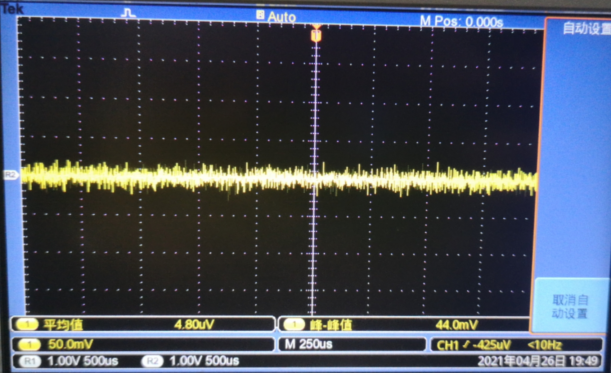 Tek
Auto
M Pos: 0.000s
自动设置
T
R2
取消自
动设置
1 平均值 4.80uV
1 峰-峰值 44.0mV
1 50.0mV
M 250us
CH1 -425uV <10Hz
R1 1.00V 500us
R2 1.00V 500us
2021年04月26日 19:49